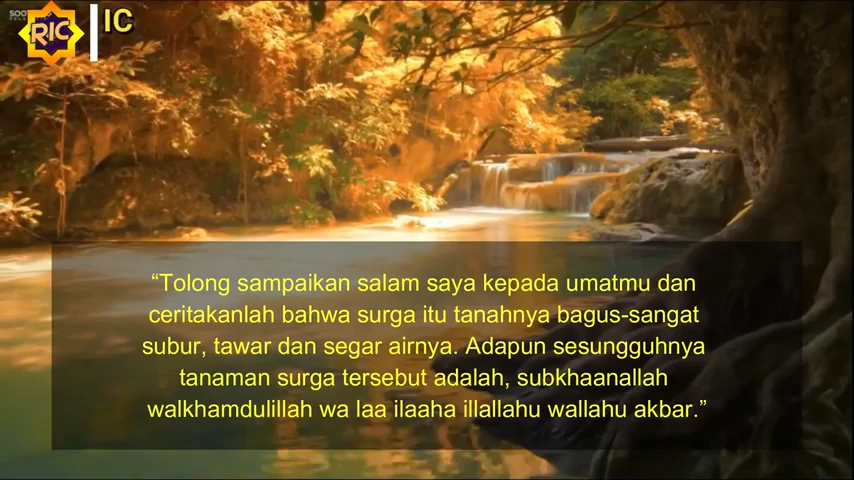 RIC
IC
“Tolong sampaikan salam saya kepada umatmu dan
ceritakanlah bahwa surga itu tanahnya bagus-sangat
subur, tawar dan segar airnya. Adapun sesungguhnya
tanaman surga tersebut adalah, subkhaanallah
walkhamdulillah wa laa ilaaha illallahu wallahu akbar.”